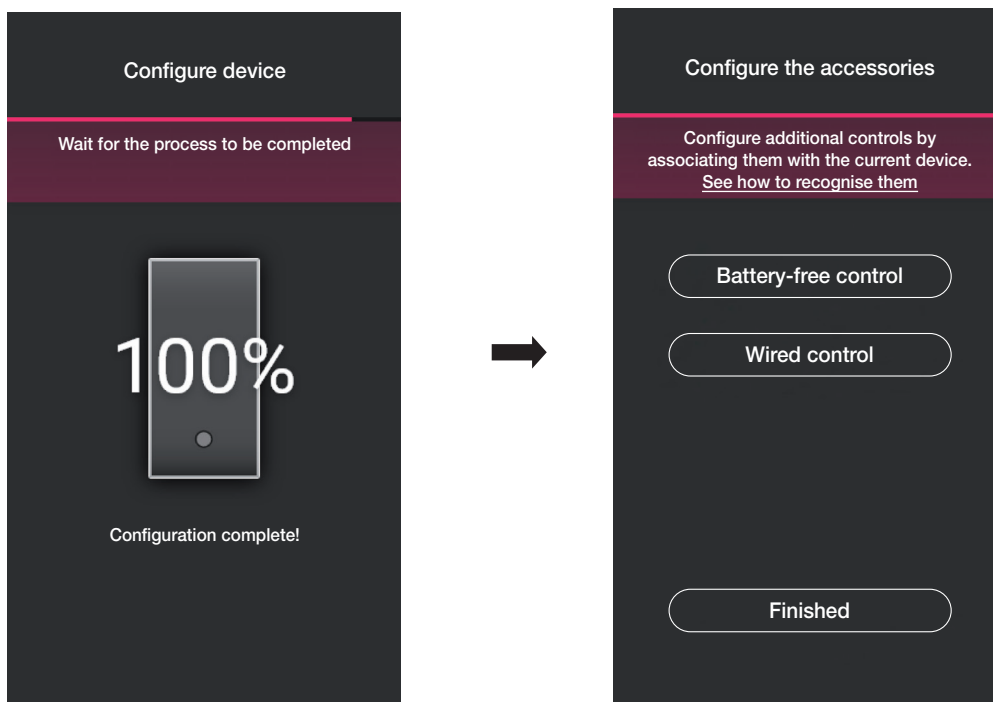 Configure device
Wait for the process to be completed
100%
Configuration complete!
Configure the accessories
Configure additional controls by
associating them with the current device.
See how to recognise them
Battery-free control
Wired control
Finished